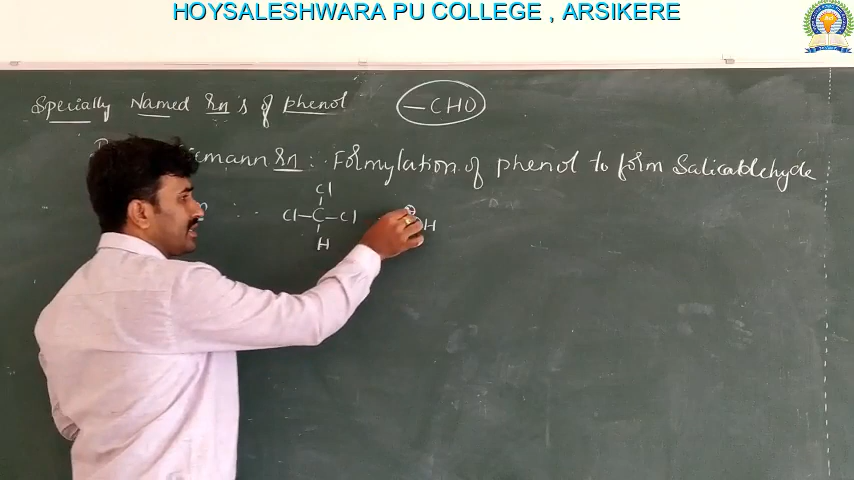 HOYSALESHWARA PU COLLEGE , ARSIKERE
Specially Named Rn's of phenol
—CHO
emann Rn : Formylation of phenol to form Salicaldehyde
Cl
Cl—C—Cl
H
H